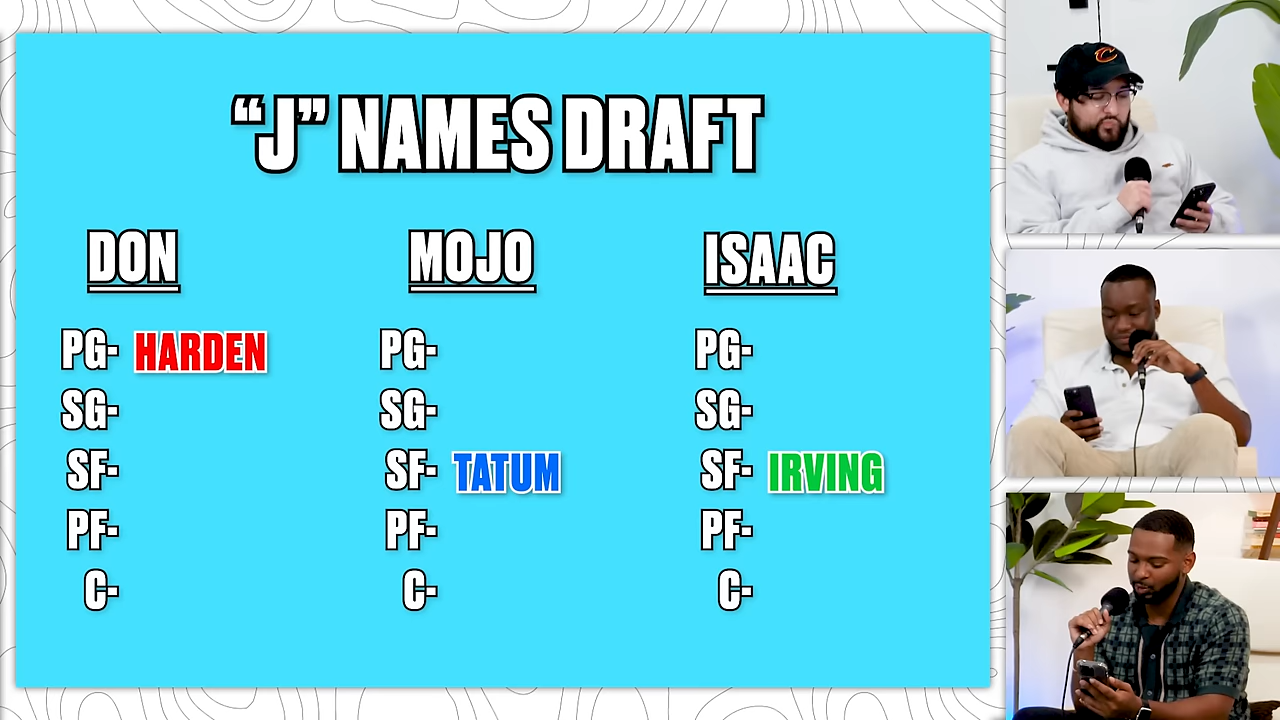 “J” NAMES DRAFT
DON
PG- HARDEN
SG-
SF-
PF-
C-
MOJO
PG-
SG-
SF- TATUM
PF-
C-
ISAAC
PG-
SG-
SF- IRVING
PF-
C-
C